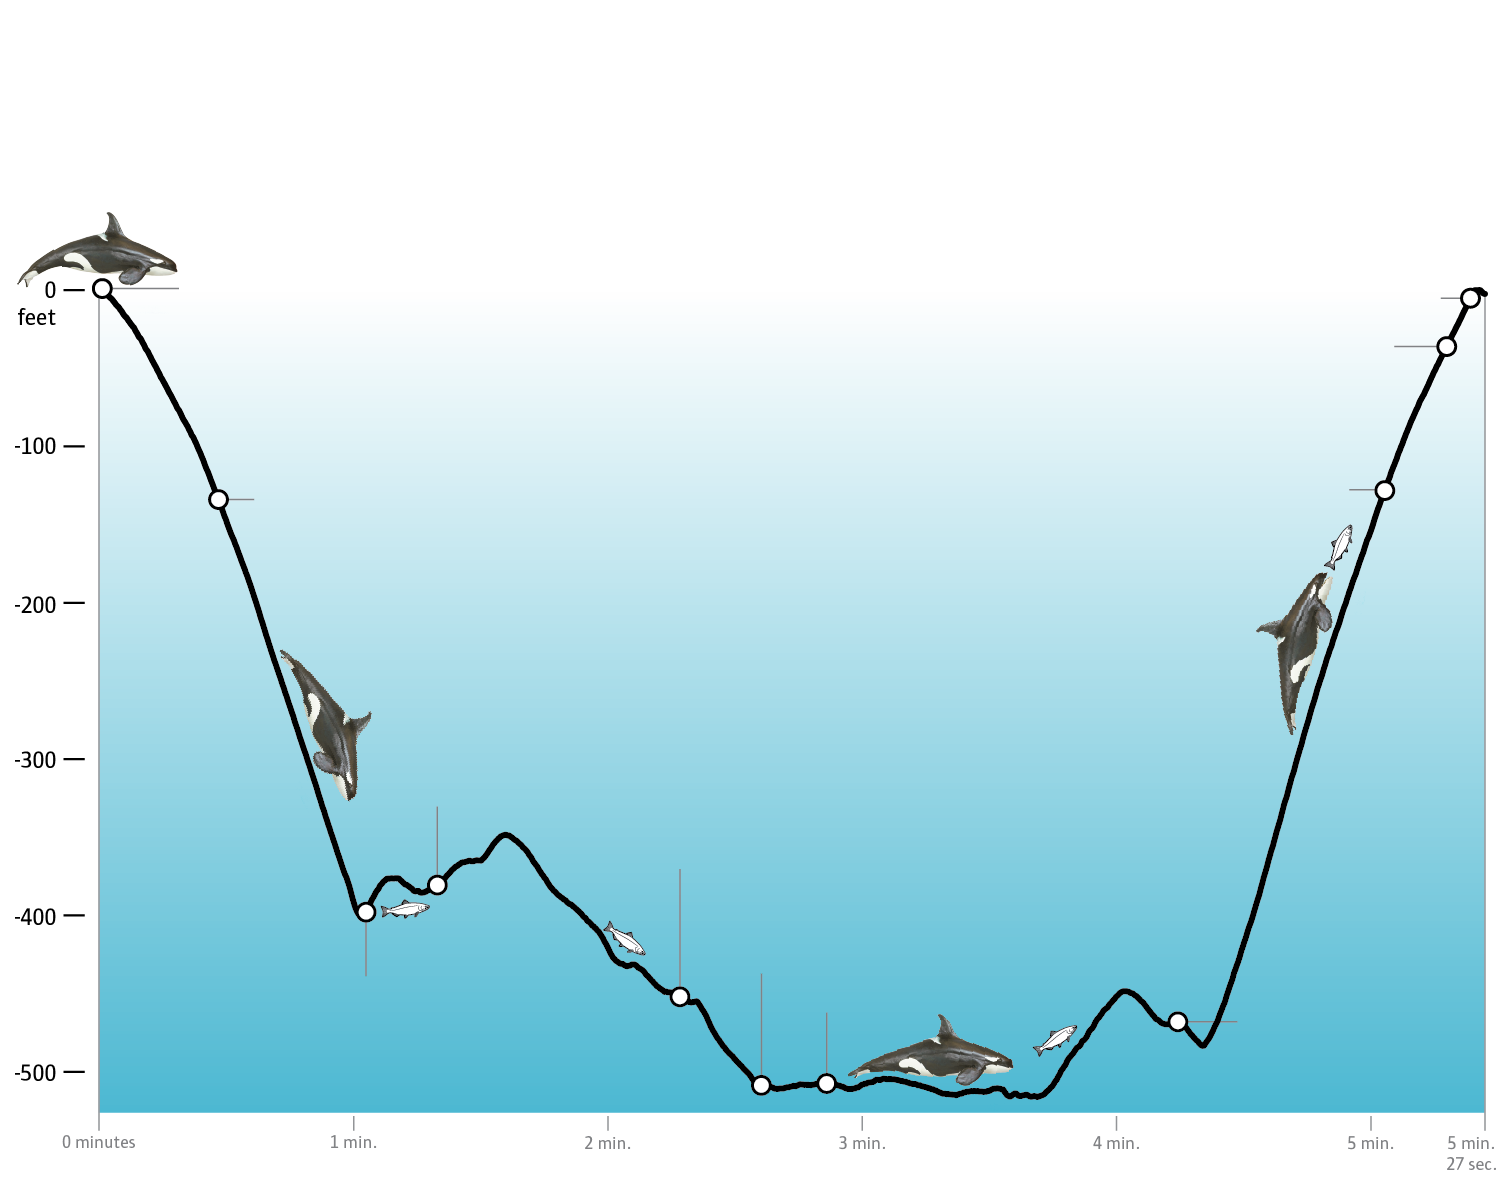 0
feet
-100
-200
-300
-400
-500
0 minutes
1 min.
2 min.
3 min.
4 min.
5 min.
5 min.
27 sec.